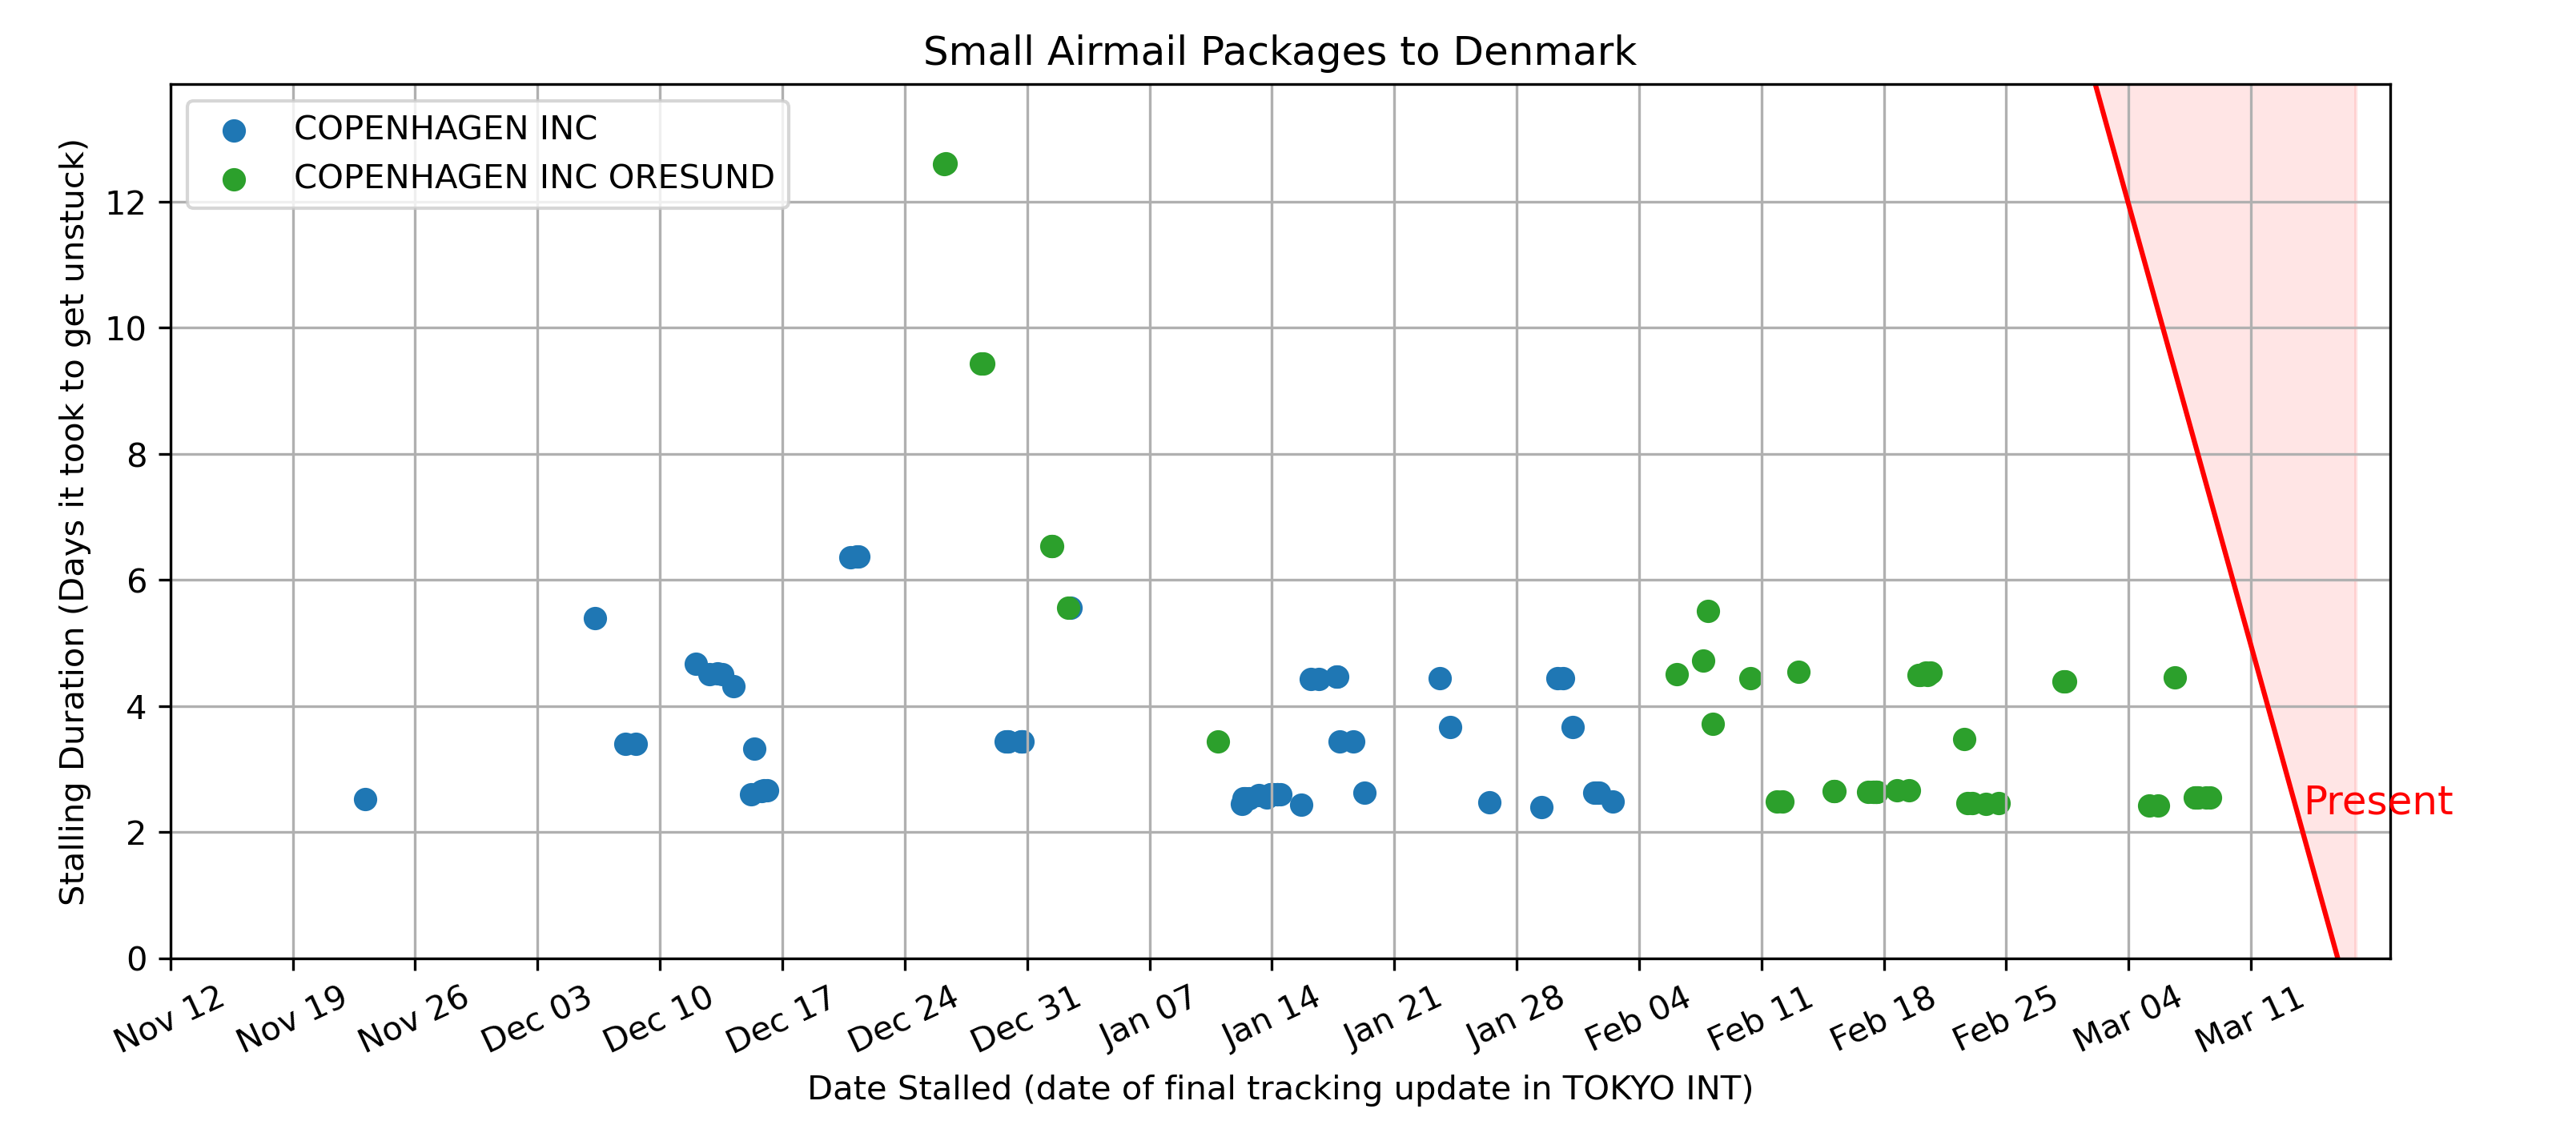 Small Airmail Packages to Denmark
COPENHAGEN INC
COPENHAGEN INC ORESUND
Stalling Duration (Days it took to get unstuck)
12
10
8
6
4
2
0
Present
Nov 12
Nov 19
Nov 26
Dec 03
Dec 10
Dec 17
Dec 24
Dec 31
Jan 07
Jan 14
Jan 21
Jan 28
Feb 04
Feb 11
Feb 18
Feb 25
Mar 04
Mar 11
Date Stalled (date of final tracking update in TOKYO INT)